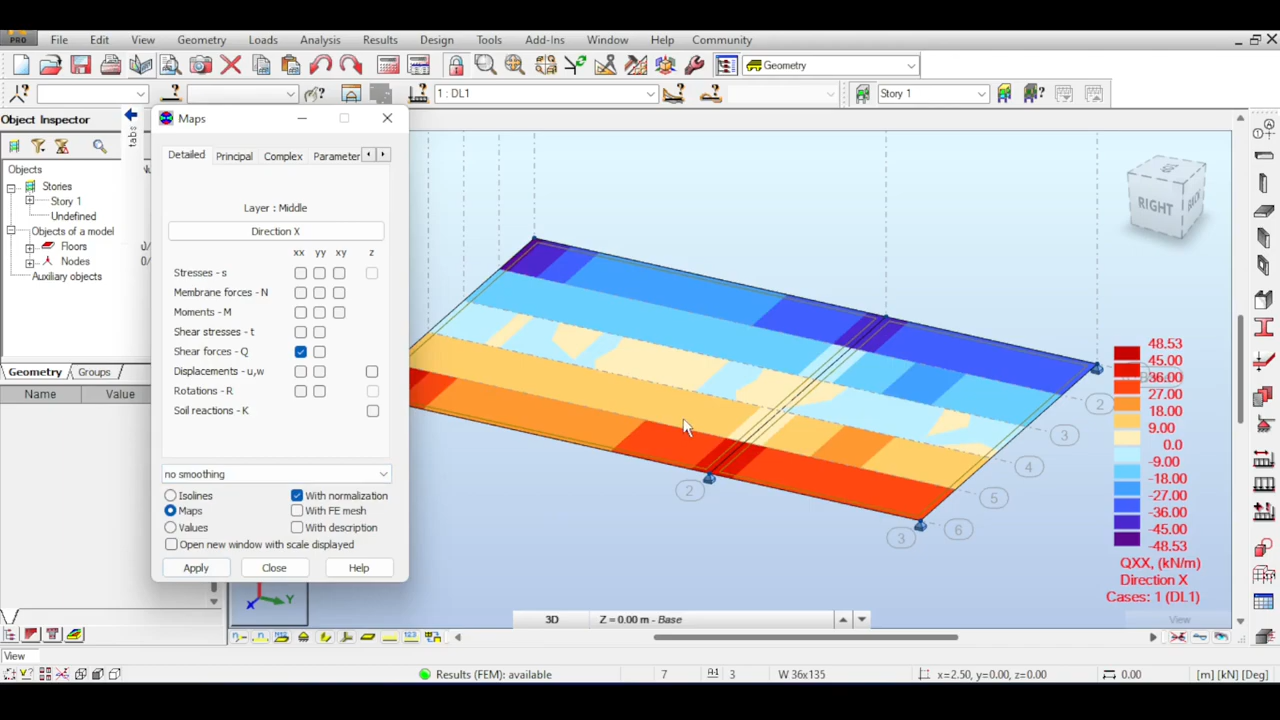 PRO File Edit View Geometry Loads Analysis Results Design Tools Add-Ins Window Help Community
Geometry
1 : DL1
Story 1
Object Inspector
tabs
Objects
Stories
Story 1
Undefined
Objects of a model
Floors
Nodes
Auxiliary objects
Geometry Groups
Name Value
Maps
Detailed Principal Complex Parameter
Layer : Middle
Direction X
xx yy xy z
Stresses - s
Membrane forces - N
Moments - M
Shear stresses - t
Shear forces - Q
Displacements - u,w
Rotations - R
Soil reactions - K
no smoothing
Isolines With normalization
Maps With FE mesh
Values With description
Open new window with scale displayed
Apply Close Help
RIGHT
BACK
2
3
4
5
6
2
3
48.53
45.00
36.00
27.00
18.00
9.00
0.0
-9.00
-18.00
-27.00
-36.00
-45.00
-48.53
QXX, (kN/m)
Direction X
Cases: 1 (DL1)
View
X Y
3D Z = 0.00 m - Base
View
Results (FEM): available 7 3 W 36x135 x=2.50, y=0.00, z=0.00 0.00 [m] [kN] [Deg]